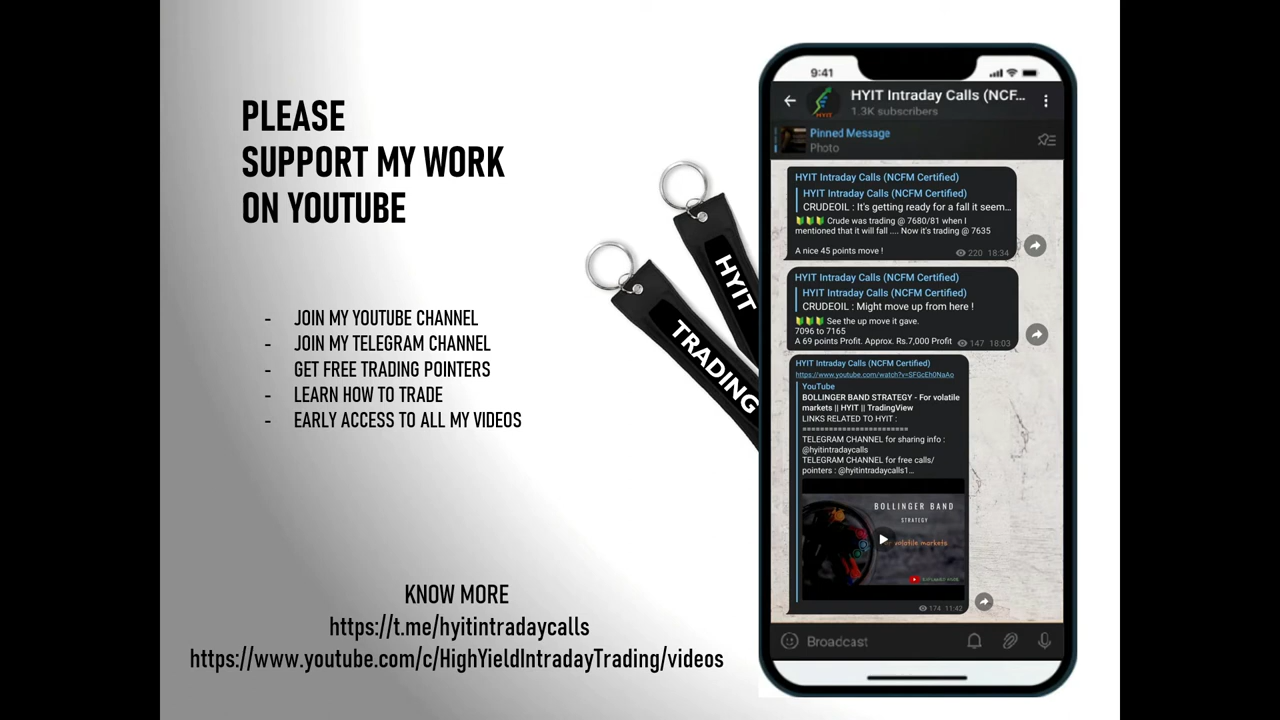 PLEASE
SUPPORT MY WORK
ON YOUTUBE
- JOIN MY YOUTUBE CHANNEL
- JOIN MY TELEGRAM CHANNEL
- GET FREE TRADING POINTERS
- LEARN HOW TO TRADE
- EARLY ACCESS TO ALL MY VIDEOS
KNOW MORE
https://t.me/hyitintradaycalls
https://www.youtube.com/c/HighYieldIntradayTrading/videos
HYIT
TRADING
9:41
HYIT Intraday Calls (NCF...
1.3K subscribers
Pinned Message
Photo
HYIT Intraday Calls (NCFM Certified)
HYIT Intraday Calls (NCFM Certified)
CRUDEOIL : It's getting ready for a fall it seem...
Crude was trading @ 7680/81 when I
mentioned that it will fall .... Now it's trading @ 7635
A nice 45 points move !
220 18:34
HYIT Intraday Calls (NCFM Certified)
HYIT Intraday Calls (NCFM Certified)
CRUDEOIL : Might move up from here !
See the up move it gave.
7096 to 7165
A 69 points Profit. Approx. Rs.7,000 Profit
147 18:03
HYIT Intraday Calls (NCFM Certified)
https://www.youtube.com/watch?v=SFGcEh0NaAo
YouTube
BOLLINGER BAND STRATEGY - For volatile
markets || HYIT || TradingView
LINKS RELATED TO HYIT :
=======================
TELEGRAM CHANNEL for sharing info :
@hyitintradaycalls
TELEGRAM CHANNEL for free calls/
pointers : @hyitintradaycalls1...
BOLLINGER BAND
STRATEGY
volatile markets
174 11:42
Broadcast